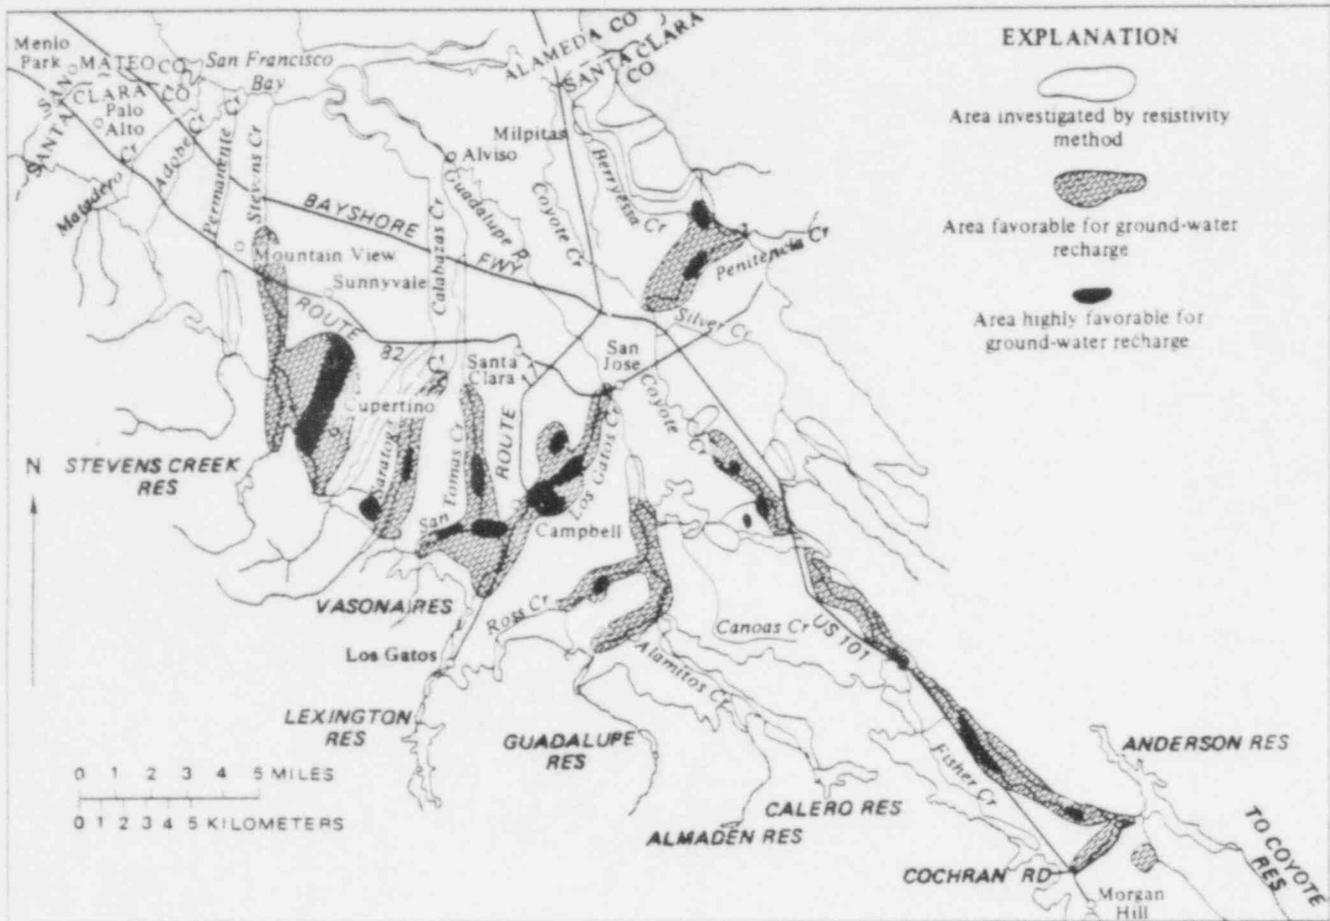 EXPLANATION
Area investigated by resistivity
method
Area favorable for ground-water
recharge
Area highly favorable for
ground-water recharge
Menlo
Park
SAN MATEO CO
SANTA CLARA CO
Palo
Alto
San Francisco
Bay
ALAMEDA CO
SANTA CLARA
CO
Milpitas
Alviso
Matadero Cr
Adobe Cr
Permanente Cr
Stevens Cr
BAYSHORE
FWY
Calabazas Cr
Guadalupe R
Coyote Cr
Berryessa Cr
Penitencia Cr
Mountain View
Sunnyvale
ROUTE
82
Silver Cr
Santa
Clara
San
Jose
Cupertino
Coyote Cr
San Tomas Cr
ROUTE
Los Gatos Cr
N
STEVENS CREEK
RES
Campbell
VASONA RES
Ross Cr
Canoas Cr
US 101
Los Gatos
Alamitos Cr
LEXINGTON
RES
GUADALUPE
RES
ANDERSON RES
Fisher Cr
0 1 2 3 4 5 MILES
0 1 2 3 4 5 KILOMETERS
CALERO RES
ALMADEN RES
TO COYOTE
RES
COCHRAN RD
Morgan
Hill